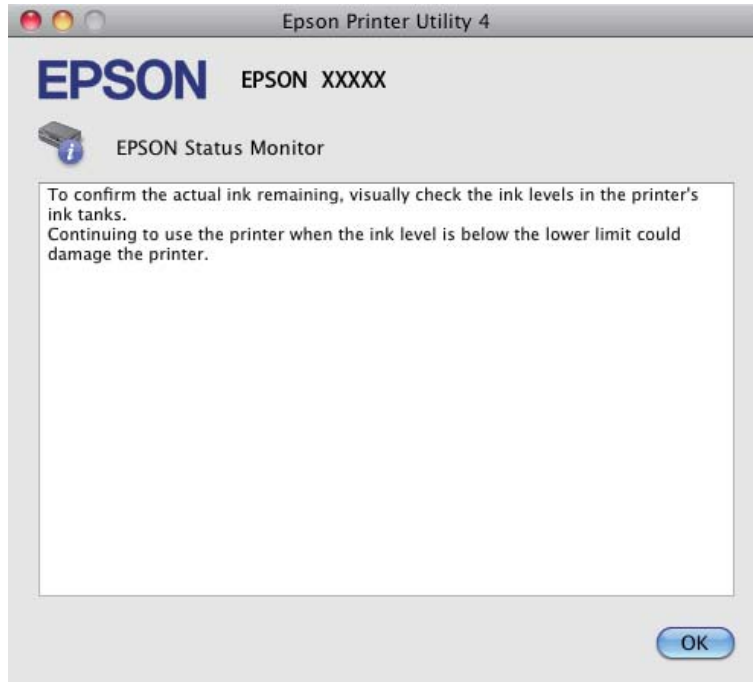 Epson Printer Utility 4
EPSON EPSON XXXXX
EPSON Status Monitor
To confirm the actual ink remaining, visually check the ink levels in the printer's
ink tanks.
Continuing to use the printer when the ink level is below the lower limit could
damage the printer.
OK